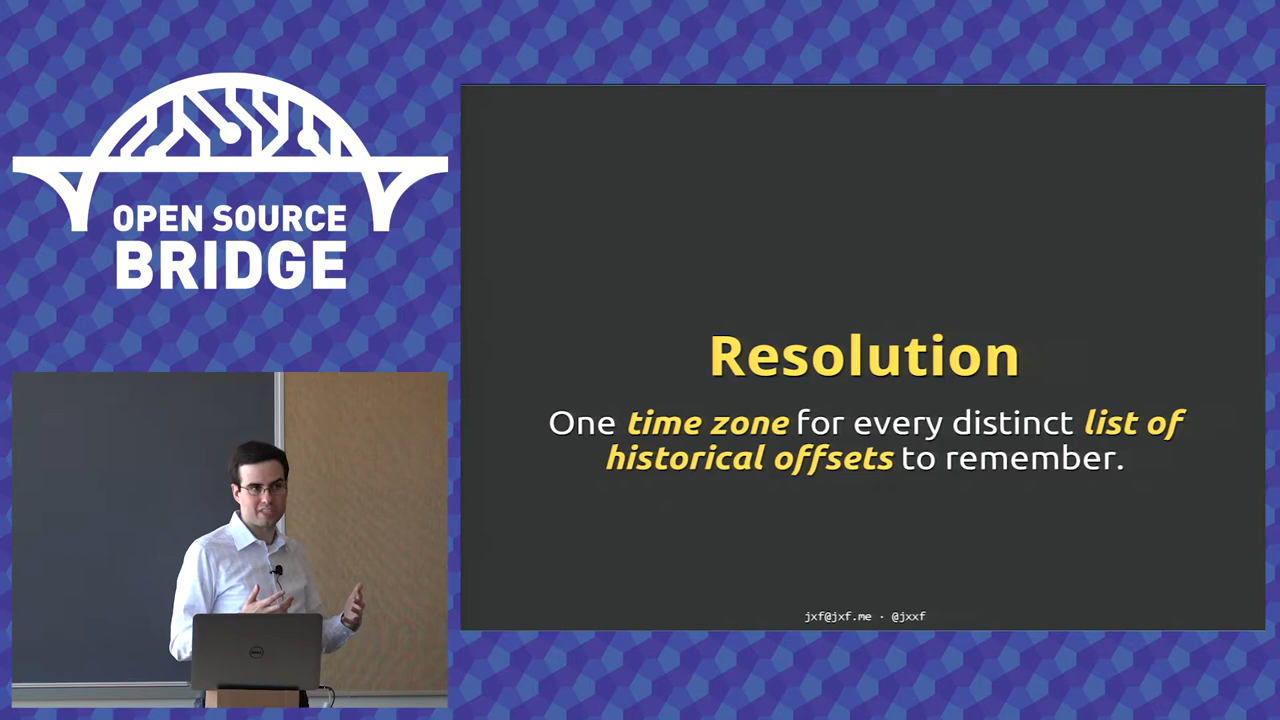 OPEN SOURCE
BRIDGE
Resolution
One time zone for every distinct list of
historical offsets to remember.
jxf@jxf.me · @jxxf
DELL